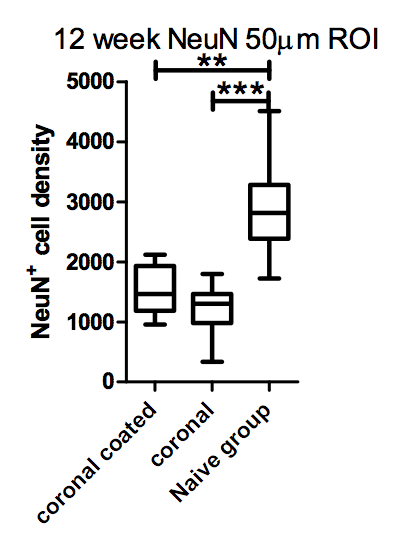 12 week NeuN 50μm ROI
**
***
NeuN+ cell density
5000
4000
3000
2000
1000
0
coronal coated
coronal
Naive group